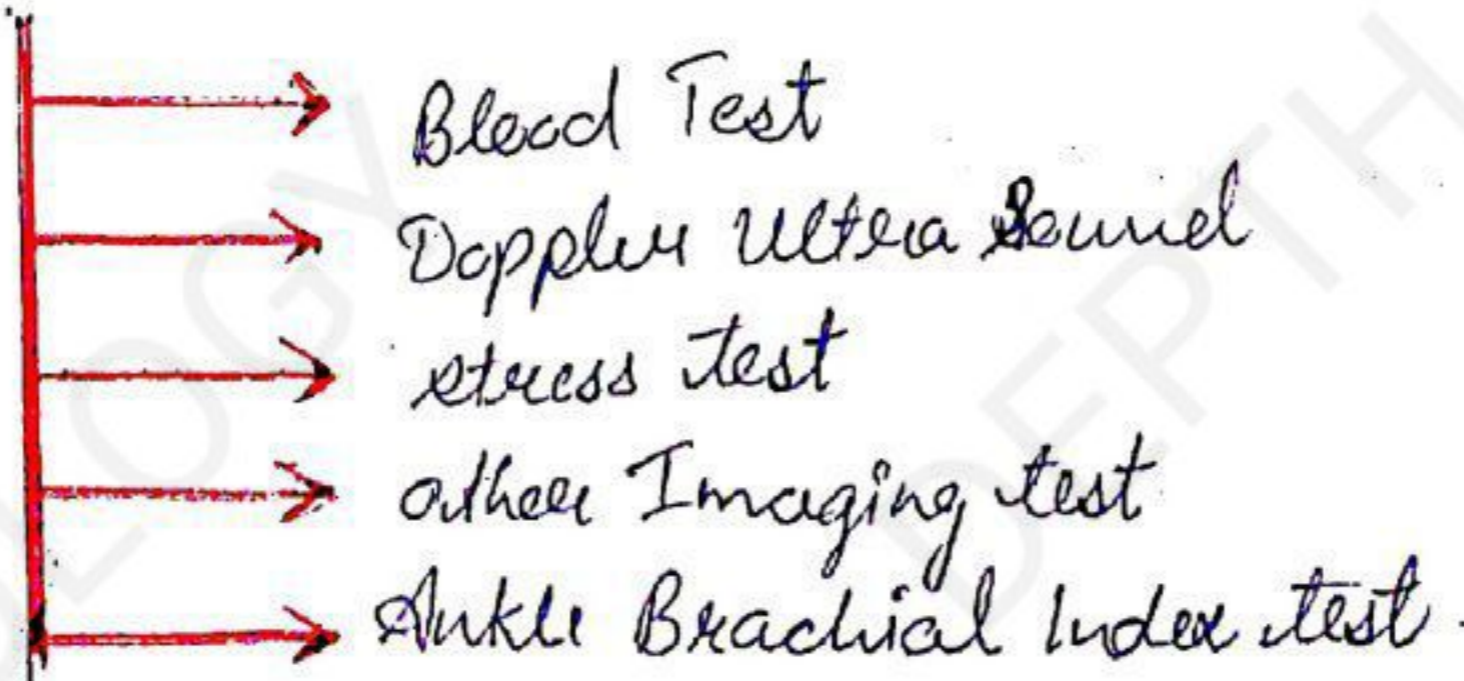 Blood Test
Doppler Ultra Sound
stress test
other Imaging test
Ankle Brachial Index test.